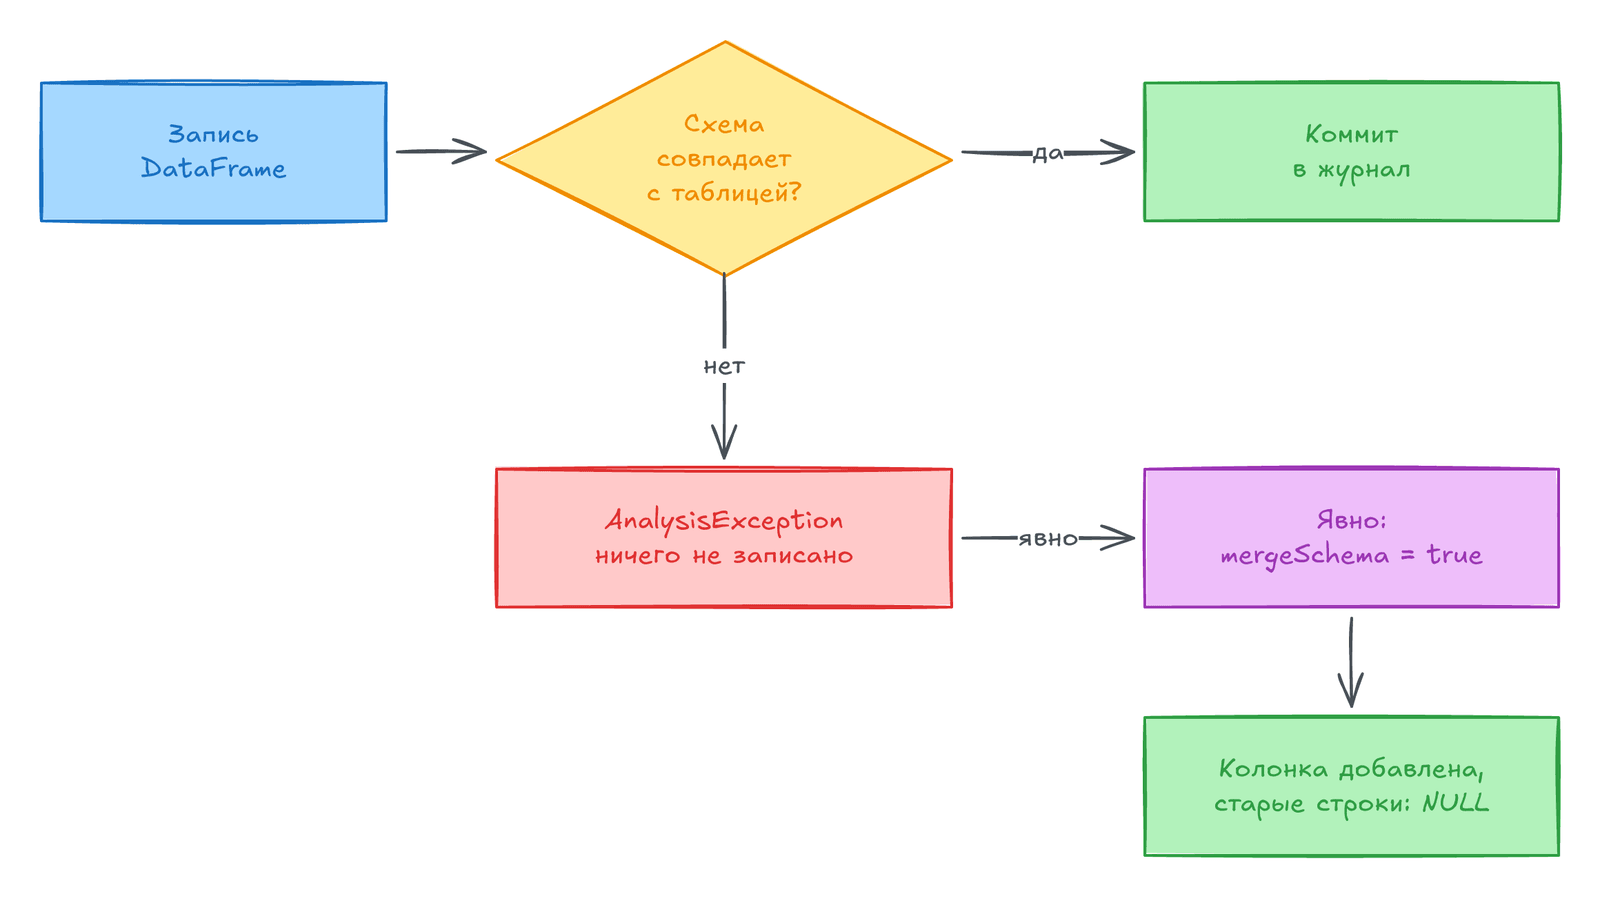 Запись
DataFrame
Схема
совпадает
с таблицей?
да
Коммит
в журнал
нет
AnalysisException
ничего не записано
явно
Явно:
mergeSchema = true
Колонка добавлена,
старые строки: NULL